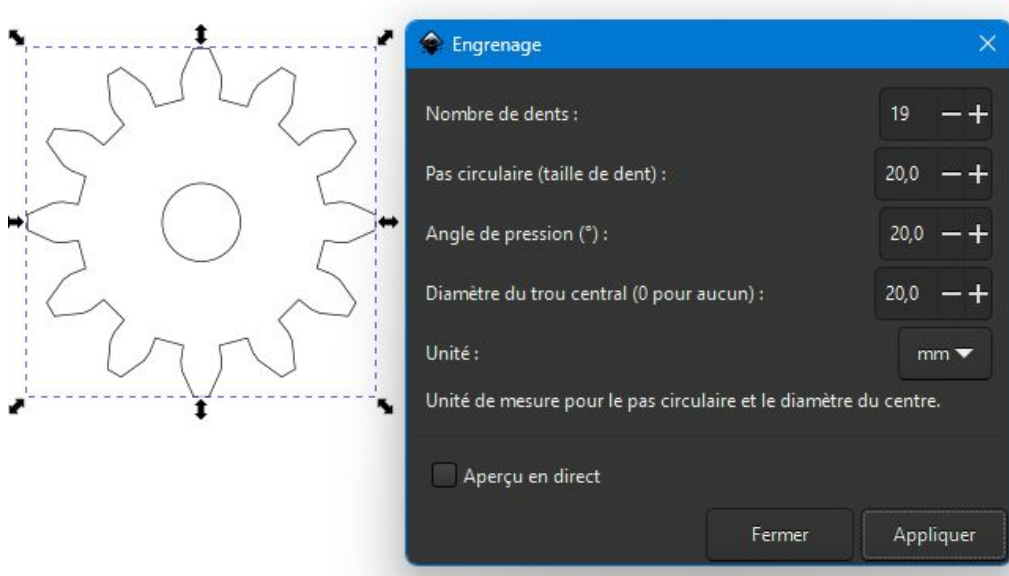 Engrenage
Nombre de dents : 19
Pas circulaire (taille de dent) : 20,0
Angle de pression (°) : 20,0
Diamètre du trou central (0 pour aucun) : 20,0
Unité : mm
Unité de mesure pour le pas circulaire et le diamètre du centre.
Aperçu en direct
Fermer Appliquer